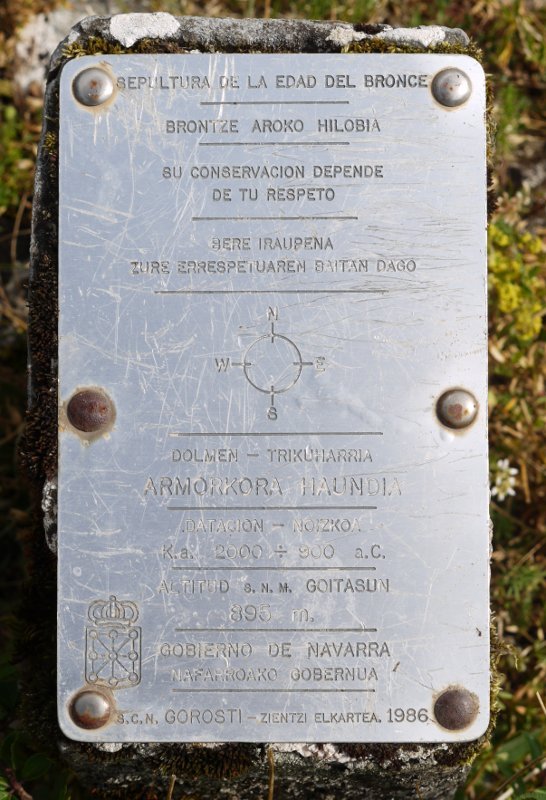 SEPULTURA DE LA EDAD DEL BRONCE
BRONTZE AROKO HILOBIA
SU CONSERVACION DEPENDE
DE TU RESPETO
BERE IRAUPENA
ZURE ERRESPETUAREN BAITAN DAGO
N
W E
S
DOLMEN - TRIKUHARRIA
ARMORKORA HAUNDIA
DATACION - NOIZKOA
K.a: 2000 ÷ 900 a.C.
ALTITUD S.N.M. GOITASUN
895 m.
GOBIERNO DE NAVARRA
NAFARROAKO GOBERNUA
S.C.N. GOROSTI - ZIENTZI ELKARTEA. 1986